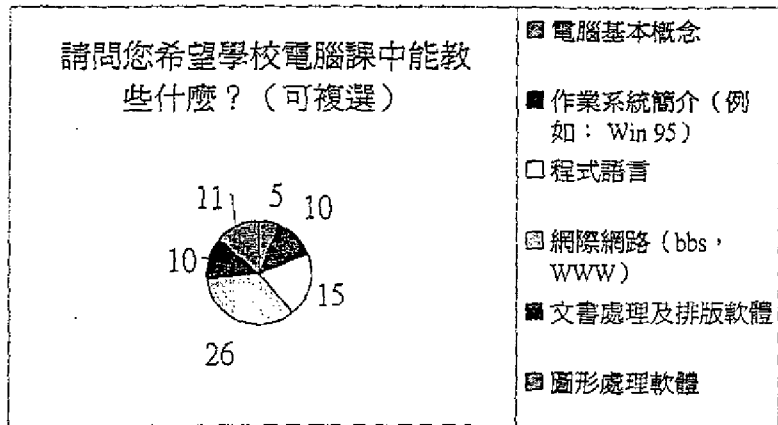 請問您希望學校電腦課中能教
些什麼？（可複選）
11
5
10
10
15
26
電腦基本概念
作業系統簡介（例
如： Win 95）
程式語言
網際網路（bbs，
WWW）
文書處理及排版軟體
圖形處理軟體